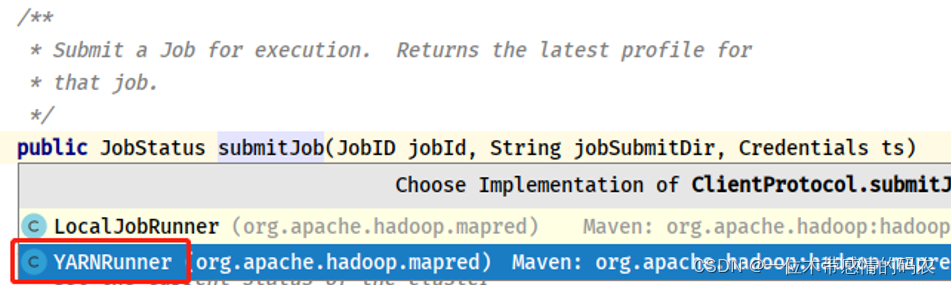 /**
* Submit a Job for execution.  Returns the latest profile for
* that job.
*/
public JobStatus submitJob(JobID jobId, String jobSubmitDir, Credentials ts)
Choose Implementation of ClientProtocol.submitJ
C LocalJobRunner (org.apache.hadoop.mapred) Maven: org.apache.hadoop:hadoop
C YARNRunner (org.apache.hadoop.mapred) Maven: org.apache.hadoop:hadoop-mapre
CSDN @一位木带感情的码农